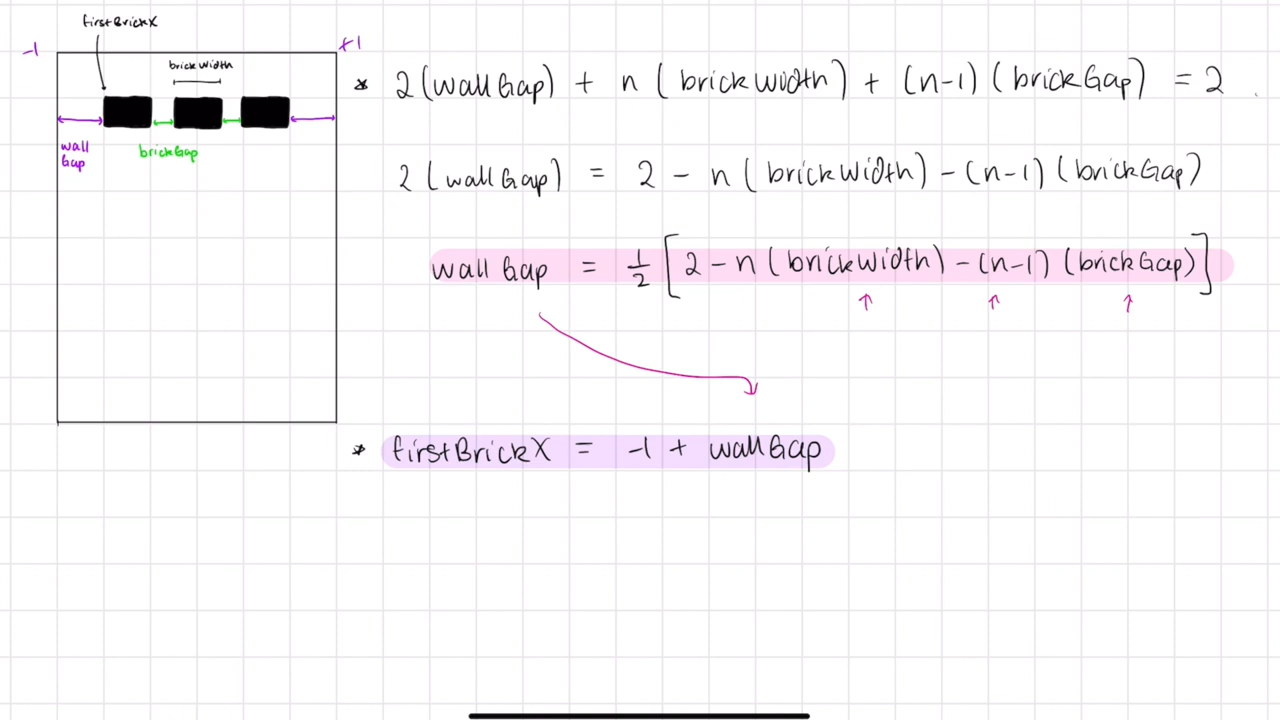 firstBrickX
-1
+1
brickWidth
wall
Gap
brickGap
* 2(wallGap) + n(brickWidth) + (n-1)(brickGap) = 2
2(wallGap) = 2 - n(brickWidth) - (n-1)(brickGap)
wallGap = 1/2 [2 - n(brickWidth) - (n-1)(brickGap)]
* firstBrickX = -1 + wallGap